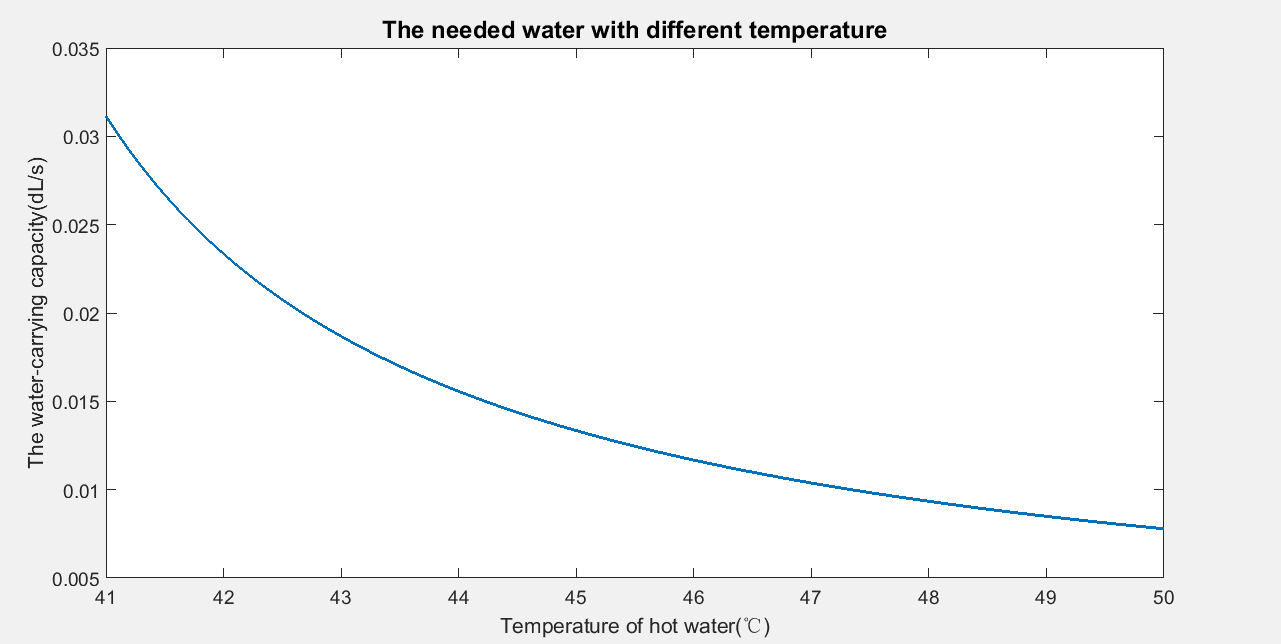 The needed water with different temperature
0.035
0.03
0.025
0.02
0.015
0.01
0.005
The water-carrying capacity(dL/s)
41 42 43 44 45 46 47 48 49 50
Temperature of hot water(℃)